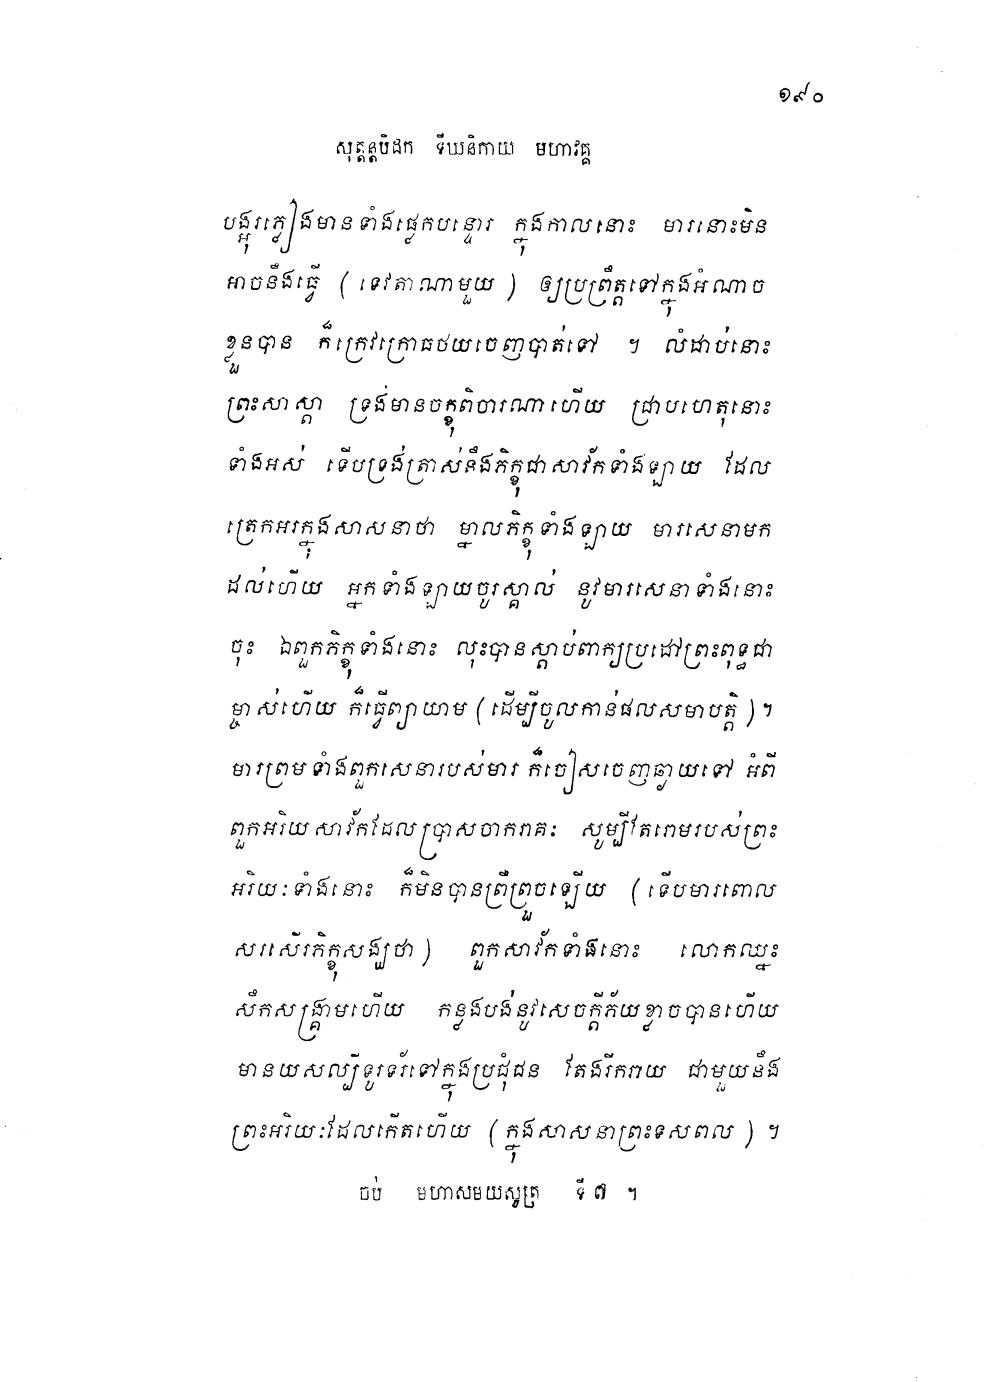 ១៩០
សុត្តន្តបិដក ទីឃនិកាយ មហាវគ្គ
បង្អុរភ្លៀងមានទាំងផ្លេកបន្ទោរ ក្នុងកាលនោះ មារនោះមិន
អាចនឹងធ្វើ ( ទេវតាណាមួយ ) ឲ្យប្រព្រឹត្តទៅក្នុងអំណាច
ខ្លួនបាន ក៏ក្រេវក្រោធថយចេញបាត់ទៅ ។ លំដាប់នោះ
ព្រះសាស្តា ទ្រង់មានចក្ខុពិចារណាហើយ ជ្រាបហេតុនោះ
ទាំងអស់ ទើបទ្រង់ត្រាស់នឹងភិក្ខុជាសាវ័កទាំងឡាយ ដែល
ត្រេកអរក្នុងសាសនាថា ម្នាលភិក្ខុទាំងឡាយ មារសេនាមក
ដល់ហើយ អ្នកទាំងឡាយចូរស្គាល់ នូវមារសេនាទាំងនោះ
ចុះ ឯពួកភិក្ខុទាំងនោះ លុះបានស្តាប់ពាក្យប្រដៅព្រះពុទ្ធជា
ម្ចាស់ហើយ ក៏ធ្វើព្យាយាម ( ដើម្បីចូលកាន់ផលសមាបត្តិ ) ។
មារព្រមទាំងពួកសេនារបស់មារ ក៏ចៀសចេញឆ្ងាយទៅ អំពី
ពួកអរិយសាវ័កដែលប្រាសចាករាគៈ សូម្បីតែរោមរបស់ព្រះ
អរិយៈទាំងនោះ ក៏មិនបានព្រឺព្រួចឡើយ ( ទើបមារពោល
សរសើរភិក្ខុសង្ឃថា ) ពួកសាវ័កទាំងនោះ លោកឈ្នះ
សឹកសង្គ្រាមហើយ កន្លងបង់នូវសេចក្តីភ័យខ្លាចបានហើយ
មានយសល្បីទូរទ័រទៅក្នុងប្រជុំជន តែងរីករាយ ជាមួយនឹង
ព្រះអរិយៈដែលកើតហើយ ( ក្នុងសាសនាព្រះទសពល ) ។
ចប់ មហាសមយសូត្រ ទី ៧ ។